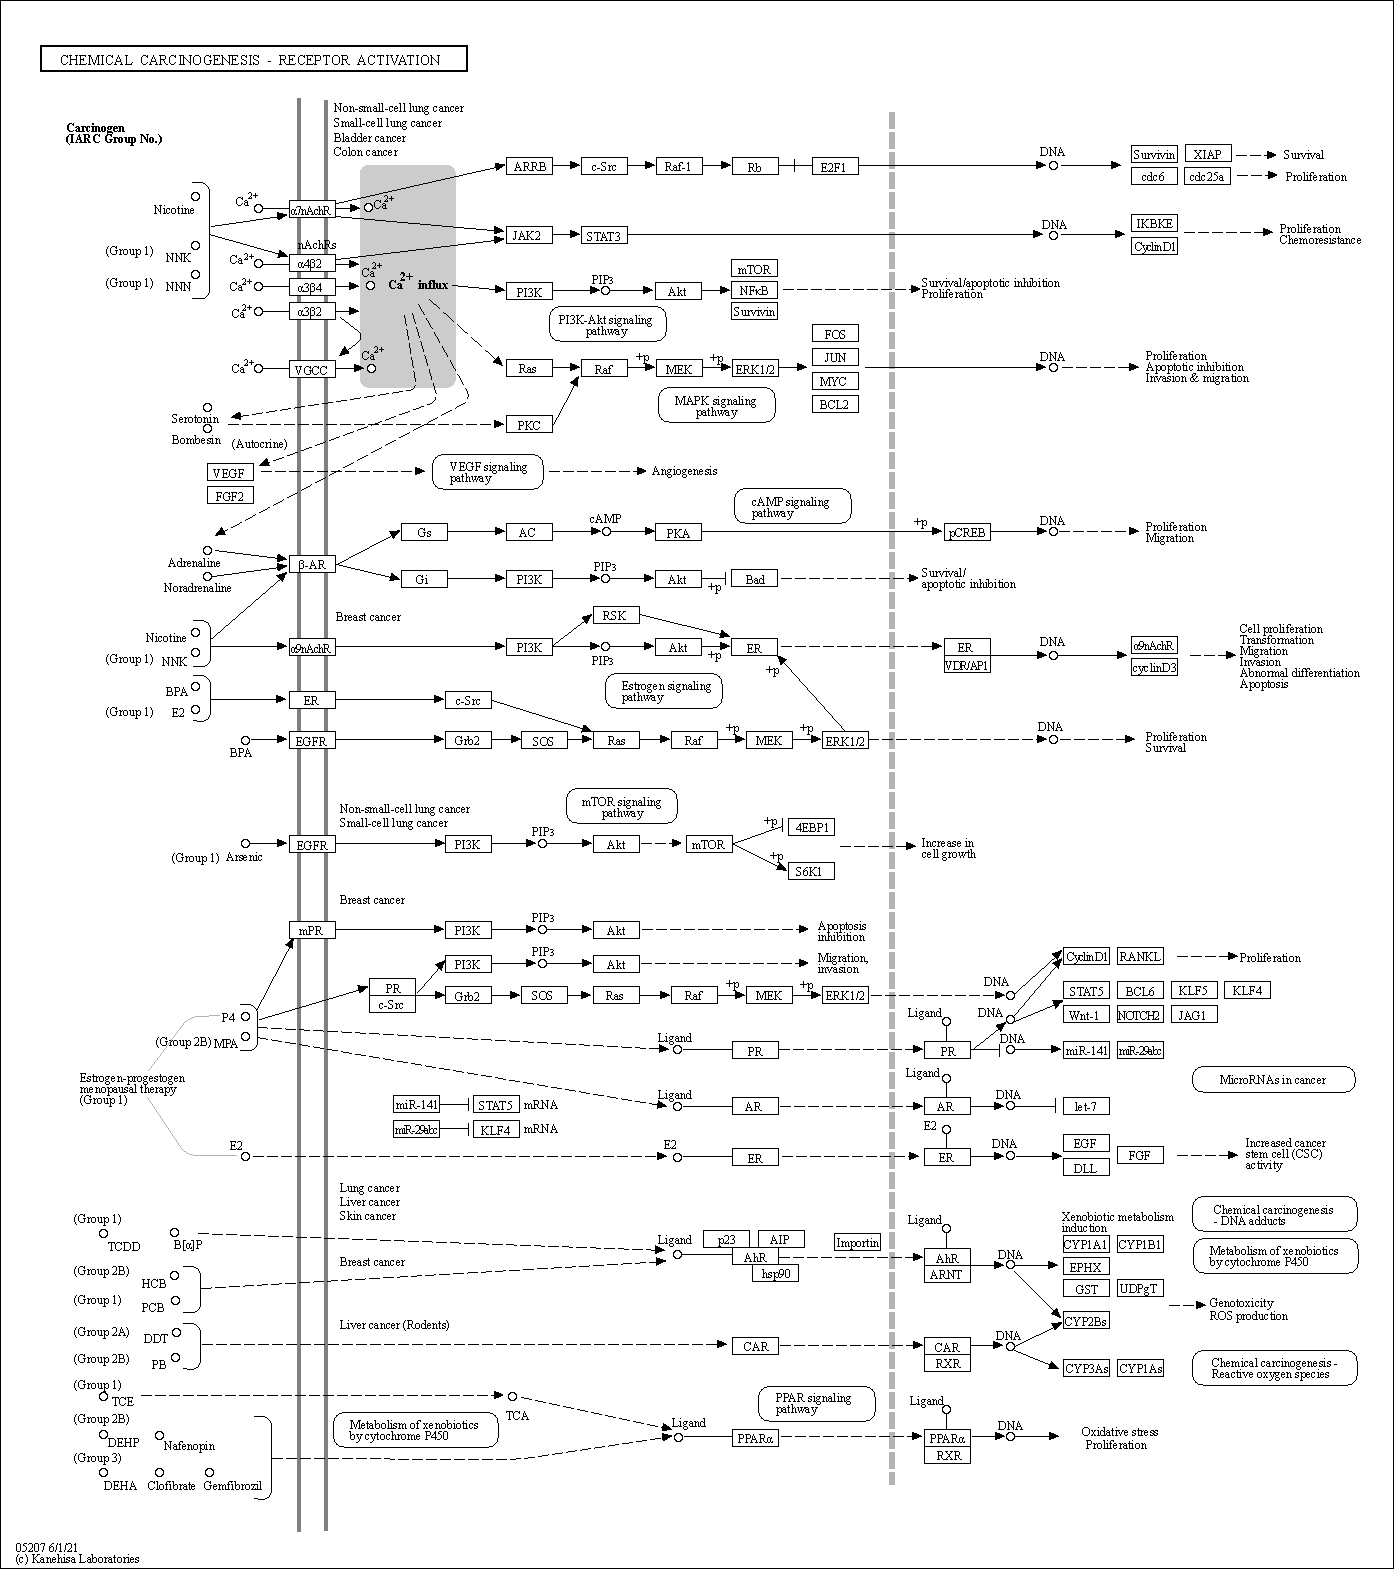 CHEMICAL CARCINOGENESIS - RECEPTOR ACTIVATION
Carcinogen
(IARC Group No.)
Non-small-cell lung cancer
Small-cell lung cancer
Bladder cancer
Colon cancer
ARRB
c-Src
Raf-1
Rb
E2F1
DNA
Survivin
XIAP
Survival
cdc6
cdc25a
Proliferation
Nicotine
Ca2+
α7nAchR
Ca2+
JAK2
STAT3
DNA
IKBKE
CyclinD1
Proliferation
Chemoresistance
(Group 1)
NNK
(Group 1)
NNN
nAchRs
Ca2+
α4β2
Ca2+
α3β4
Ca2+
Ca2+
α3β2
Ca2+ influx
PI3K
PIP3
Akt
mTOR
NFκB
Survivin
Survival/apoptotic inhibition
Proliferation
PI3K-Akt signaling
pathway
Ca2+
VGCC
Ca2+
Ras
Raf
+p
MEK
+p
ERK1/2
FOS
JUN
MYC
BCL2
DNA
Proliferation
Apoptotic inhibition
Invasion & migration
MAPK signaling
pathway
Serotonin
Bombesin
(Autocrine)
PKC
VEGF
FGF2
VEGF signaling
pathway
Angiogenesis
cAMP signaling
pathway
Adrenaline
Noradrenaline
β-AR
Gs
AC
cAMP
PKA
+p
pCREB
DNA
Proliferation
Migration
Gi
PI3K
PIP3
Akt
+p
Bad
Survival/
apoptotic inhibition
Breast cancer
Nicotine
(Group 1)
NNK
α9nAchR
PI3K
RSK
PIP3
Akt
+p
ER
+p
ER
VDR/AP1
DNA
α9nAchR
cyclinD3
Cell proliferation
Transformation
Migration
Invasion
Abnormal differentiation
Apoptosis
BPA
(Group 1)
E2
ER
c-Src
Estrogen signaling
pathway
BPA
EGFR
Grb2
SOS
Ras
Raf
+p
MEK
+p
ERK1/2
DNA
Proliferation
Survival
Non-small-cell lung cancer
Small-cell lung cancer
mTOR signaling
pathway
(Group 1)
Arsenic
EGFR
PI3K
PIP3
Akt
mTOR
+p
4EBP1
+p
S6K1
Increase in
cell growth
Breast cancer
mPR
PI3K
PIP3
Akt
Apoptosis
inhibition
PI3K
PIP3
Akt
Migration,
invasion
PR
c-Src
Grb2
SOS
Ras
Raf
+p
MEK
+p
ERK1/2
DNA
CyclinD1
RANKL
Proliferation
STAT5
BCL6
KLF5
KLF4
Wnt-1
NOTCH2
JAG1
P4
(Group 2B)
MPA
Ligand
PR
Ligand
PR
DNA
DNA
miR-141
miR-29abc
Estrogen-progestogen
menopausal therapy
(Group 1)
MicroRNAs in cancer
miR-141
STAT5
mRNA
miR-29abc
KLF4
mRNA
Ligand
AR
Ligand
AR
DNA
let-7
E2
E2
ER
E2
ER
DNA
EGF
DLL
FGF
Increased cancer
stem cell (CSC)
activity
Lung cancer
Liver cancer
Skin cancer
(Group 1)
TCDD
B[α]P
Ligand
p23
AIP
AhR
hsp90
Importin
Ligand
AhR
ARNT
DNA
Xenobiotic metabolism
induction
CYP1A1
CYP1B1
EPHX
GST
UDPgT
Chemical carcinogenesis
- DNA adducts
Metabolism of xenobiotics
by cytochrome P450
Breast cancer
(Group 2B)
HCB
(Group 1)
PCB
Genotoxicity
ROS production
CYP2Bs
Liver cancer (Rodents)
(Group 2A)
DDT
(Group 2B)
PB
CAR
CAR
RXR
DNA
CYP3As
CYP1As
Chemical carcinogenesis -
Reactive oxygen species
(Group 1)
TCE
TCA
Metabolism of xenobiotics
by cytochrome P450
PPAR signaling
pathway
(Group 2B)
DEHP
Nafenopin
(Group 3)
DEHA
Clofibrate
Gemfibrozil
Ligand
PPARα
Ligand
PPARα
RXR
DNA
Oxidative stress
Proliferation
05207 6/1/21
(c) Kanehisa Laboratories